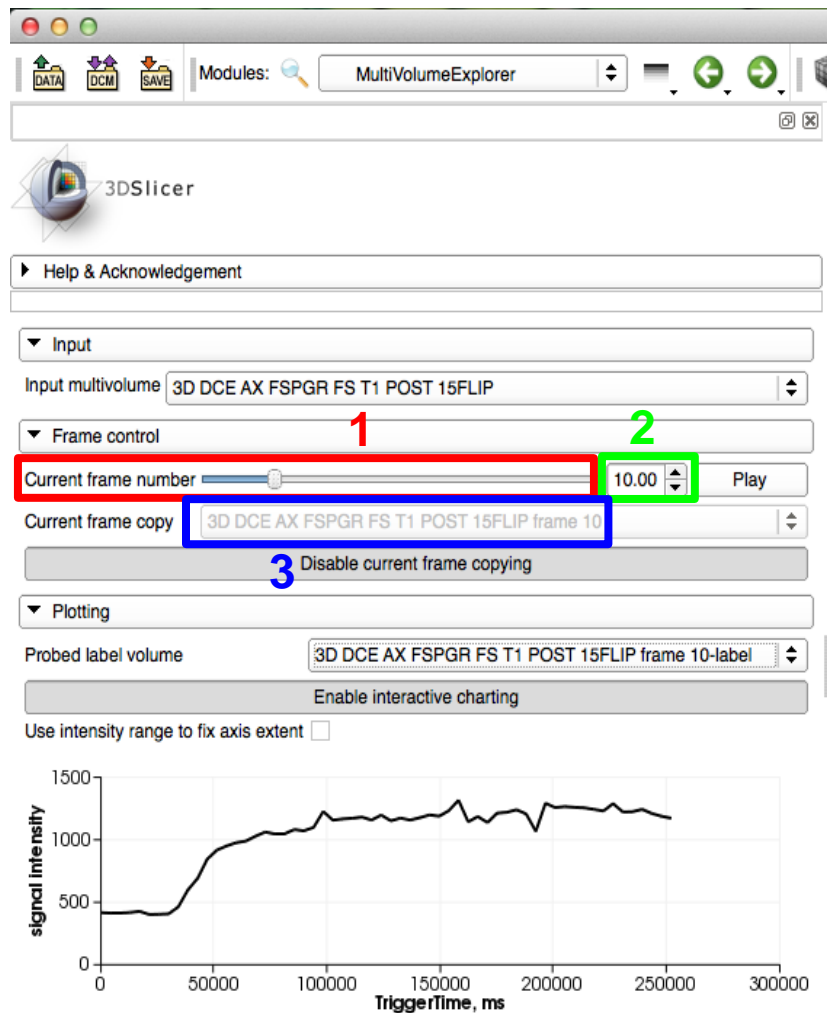 DATA DCM SAVE Modules: MultiVolumeExplorer
3DSlicer
Help & Acknowledgement
Input
Input multivolume 3D DCE AX FSPGR FS T1 POST 15FLIP
1 2
Frame control
Current frame number 10.00 Play
Current frame copy 3D DCE AX FSPGR FS T1 POST 15FLIP frame 10
3 Disable current frame copying
Plotting
Probed label volume 3D DCE AX FSPGR FS T1 POST 15FLIP frame 10-label
Enable interactive charting
Use intensity range to fix axis extent
1500
1000
500
0
signal intensity
0 50000 100000 150000 200000 250000 300000
TriggerTime, ms